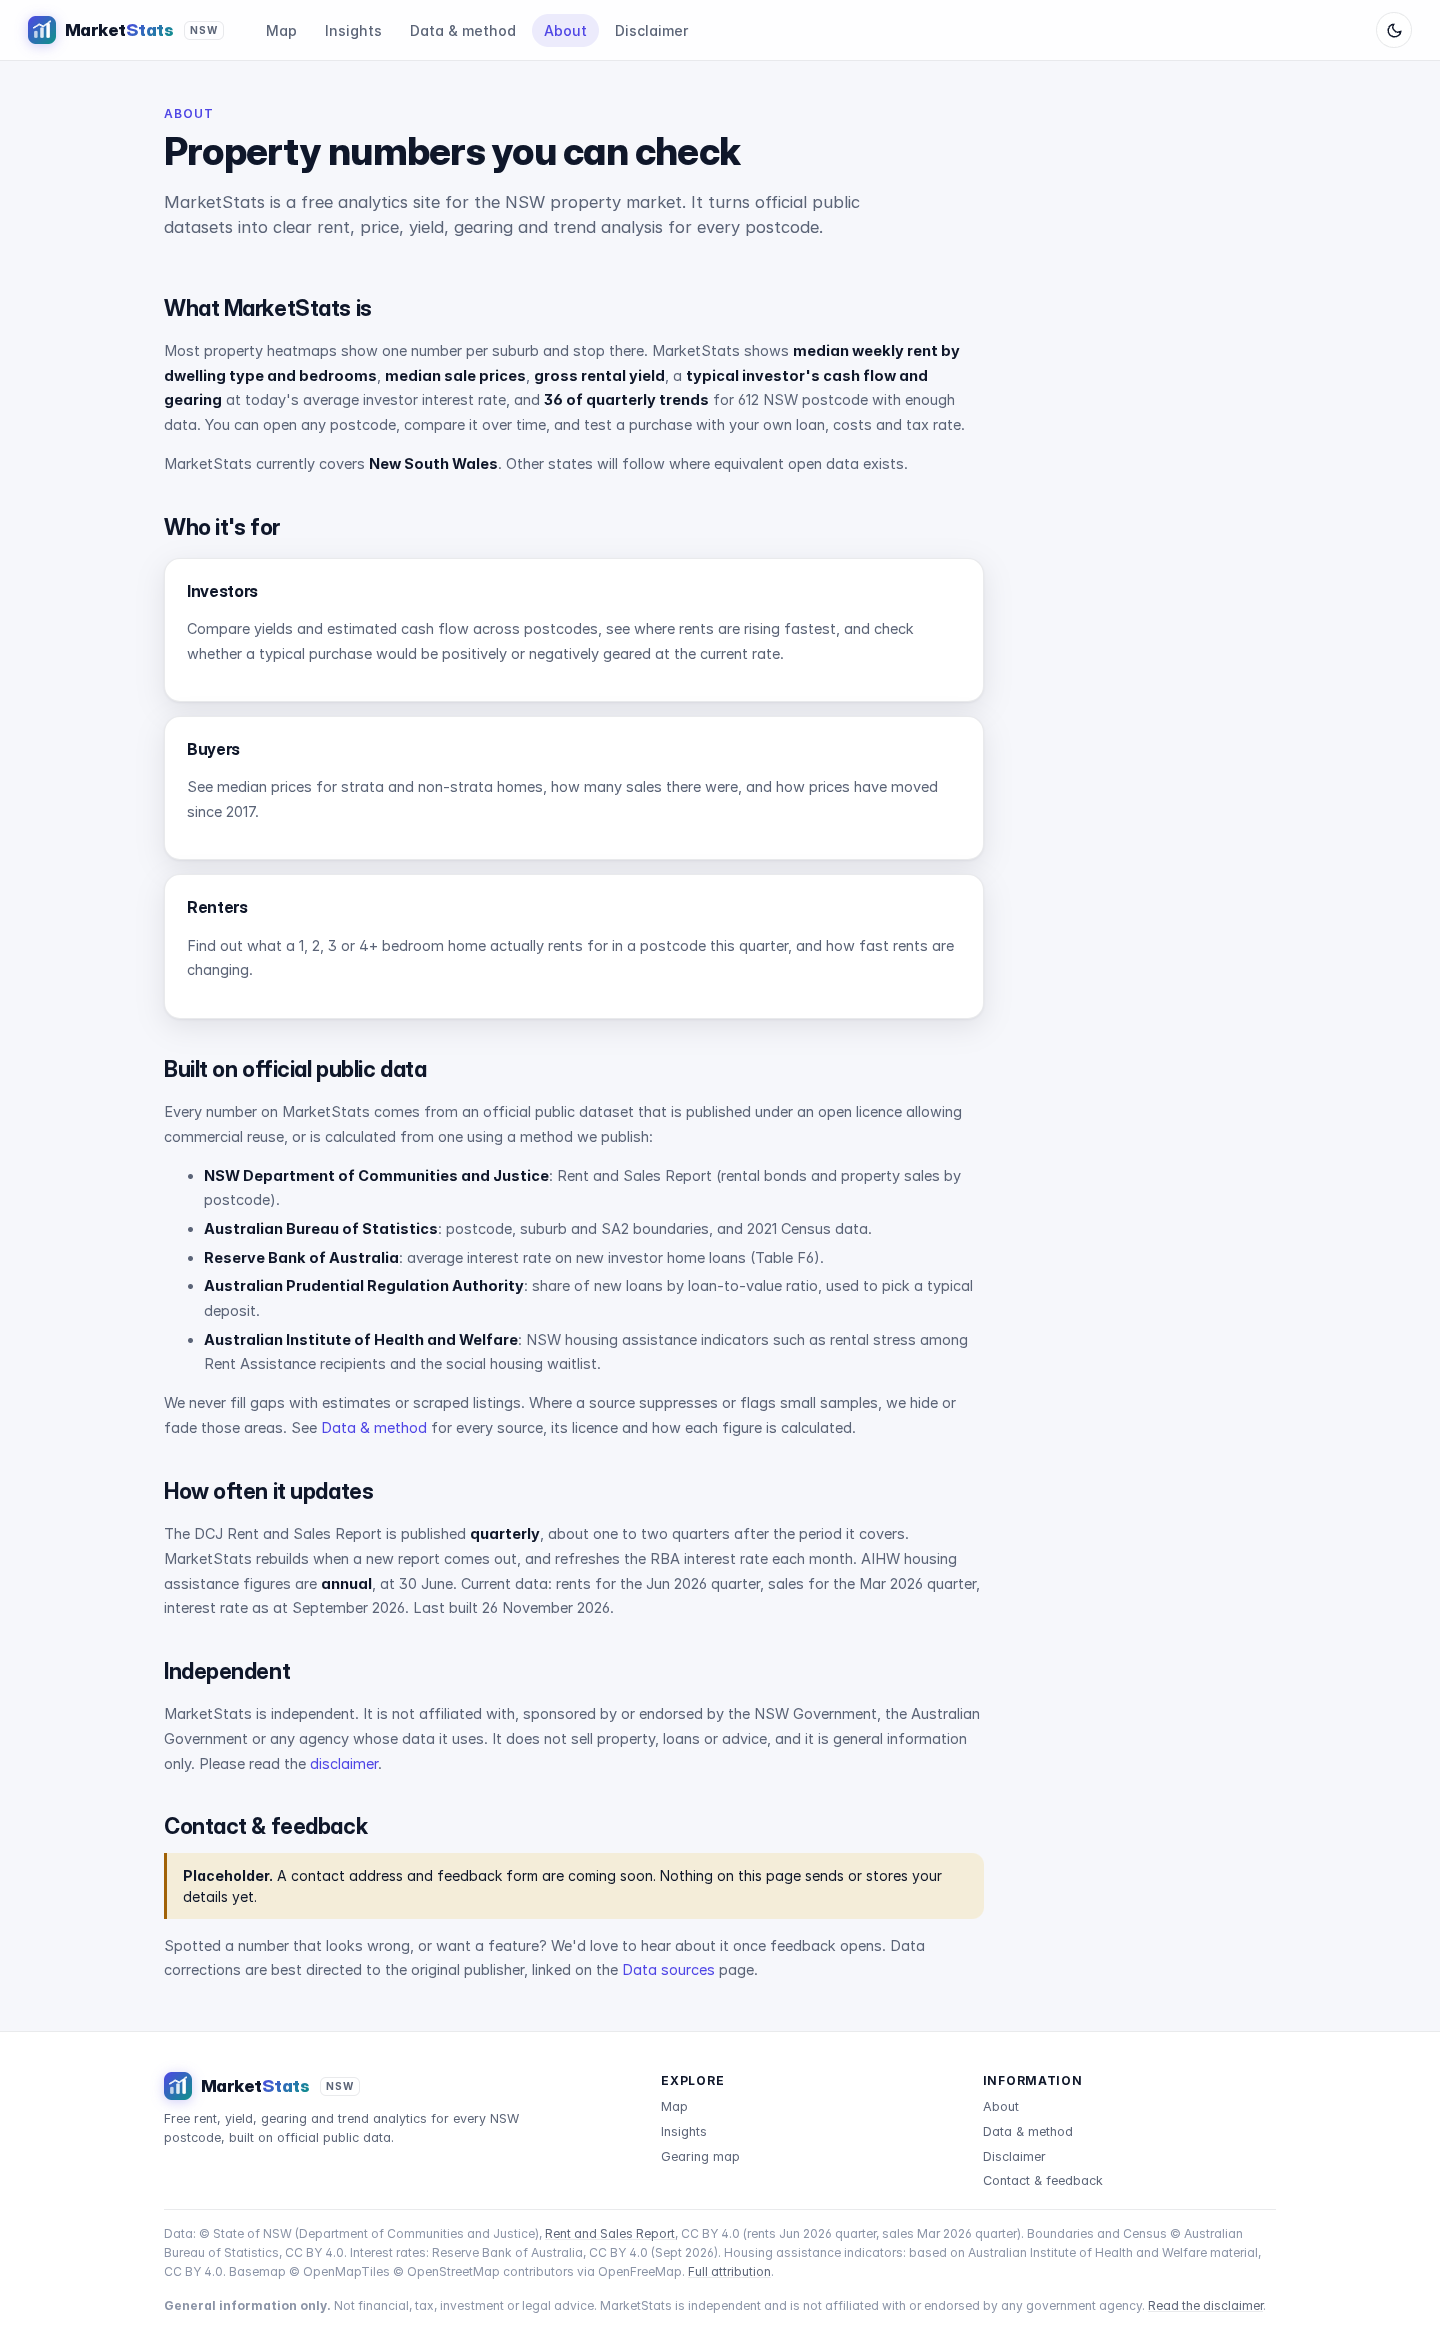 MarketStats NSW Map Insights Data & method About Disclaimer
ABOUT
Property numbers you can check
MarketStats is a free analytics site for the NSW property market. It turns official public
datasets into clear rent, price, yield, gearing and trend analysis for every postcode.
What MarketStats is
Most property heatmaps show one number per suburb and stop there. MarketStats shows median weekly rent by
dwelling type and bedrooms, median sale prices, gross rental yield, a typical investor's cash flow and
gearing at today's average investor interest rate, and 36 of quarterly trends for 612 NSW postcode with enough
data. You can open any postcode, compare it over time, and test a purchase with your own loan, costs and tax rate.
MarketStats currently covers New South Wales. Other states will follow where equivalent open data exists.
Who it's for
Investors
Compare yields and estimated cash flow across postcodes, see where rents are rising fastest, and check
whether a typical purchase would be positively or negatively geared at the current rate.
Buyers
See median prices for strata and non-strata homes, how many sales there were, and how prices have moved
since 2017.
Renters
Find out what a 1, 2, 3 or 4+ bedroom home actually rents for in a postcode this quarter, and how fast rents are
changing.
Built on official public data
Every number on MarketStats comes from an official public dataset that is published under an open licence allowing
commercial reuse, or is calculated from one using a method we publish:
• NSW Department of Communities and Justice: Rent and Sales Report (rental bonds and property sales by
postcode).
• Australian Bureau of Statistics: postcode, suburb and SA2 boundaries, and 2021 Census data.
• Reserve Bank of Australia: average interest rate on new investor home loans (Table F6).
• Australian Prudential Regulation Authority: share of new loans by loan-to-value ratio, used to pick a typical
deposit.
• Australian Institute of Health and Welfare: NSW housing assistance indicators such as rental stress among
Rent Assistance recipients and the social housing waitlist.
We never fill gaps with estimates or scraped listings. Where a source suppresses or flags small samples, we hide or
fade those areas. See Data & method for every source, its licence and how each figure is calculated.
How often it updates
The DCJ Rent and Sales Report is published quarterly, about one to two quarters after the period it covers.
MarketStats rebuilds when a new report comes out, and refreshes the RBA interest rate each month. AIHW housing
assistance figures are annual, at 30 June. Current data: rents for the Jun 2026 quarter, sales for the Mar 2026 quarter,
interest rate as at September 2026. Last built 26 November 2026.
Independent
MarketStats is independent. It is not affiliated with, sponsored by or endorsed by the NSW Government, the Australian
Government or any agency whose data it uses. It does not sell property, loans or advice, and it is general information
only. Please read the disclaimer.
Contact & feedback
Placeholder. A contact address and feedback form are coming soon. Nothing on this page sends or stores your
details yet.
Spotted a number that looks wrong, or want a feature? We'd love to hear about it once feedback opens. Data
corrections are best directed to the original publisher, linked on the Data sources page.
MarketStats NSW
Free rent, yield, gearing and trend analytics for every NSW
postcode, built on official public data.
EXPLORE
Map
Insights
Gearing map
INFORMATION
About
Data & method
Disclaimer
Contact & feedback
Data: © State of NSW (Department of Communities and Justice), Rent and Sales Report, CC BY 4.0 (rents Jun 2026 quarter, sales Mar 2026 quarter). Boundaries and Census © Australian
Bureau of Statistics, CC BY 4.0. Interest rates: Reserve Bank of Australia, CC BY 4.0 (Sept 2026). Housing assistance indicators: based on Australian Institute of Health and Welfare material,
CC BY 4.0. Basemap © OpenMapTiles © OpenStreetMap contributors via OpenFreeMap. Full attribution.
General information only. Not financial, tax, investment or legal advice. MarketStats is independent and is not affiliated with or endorsed by any government agency. Read the disclaimer.